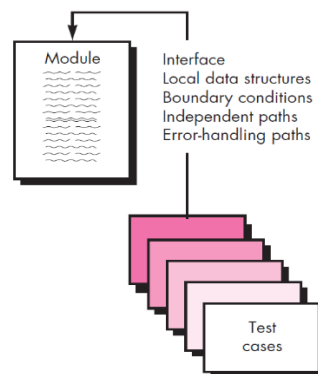 Module
Interface
Local data structures
Boundary conditions
Independent paths
Error-handling paths
Test
cases